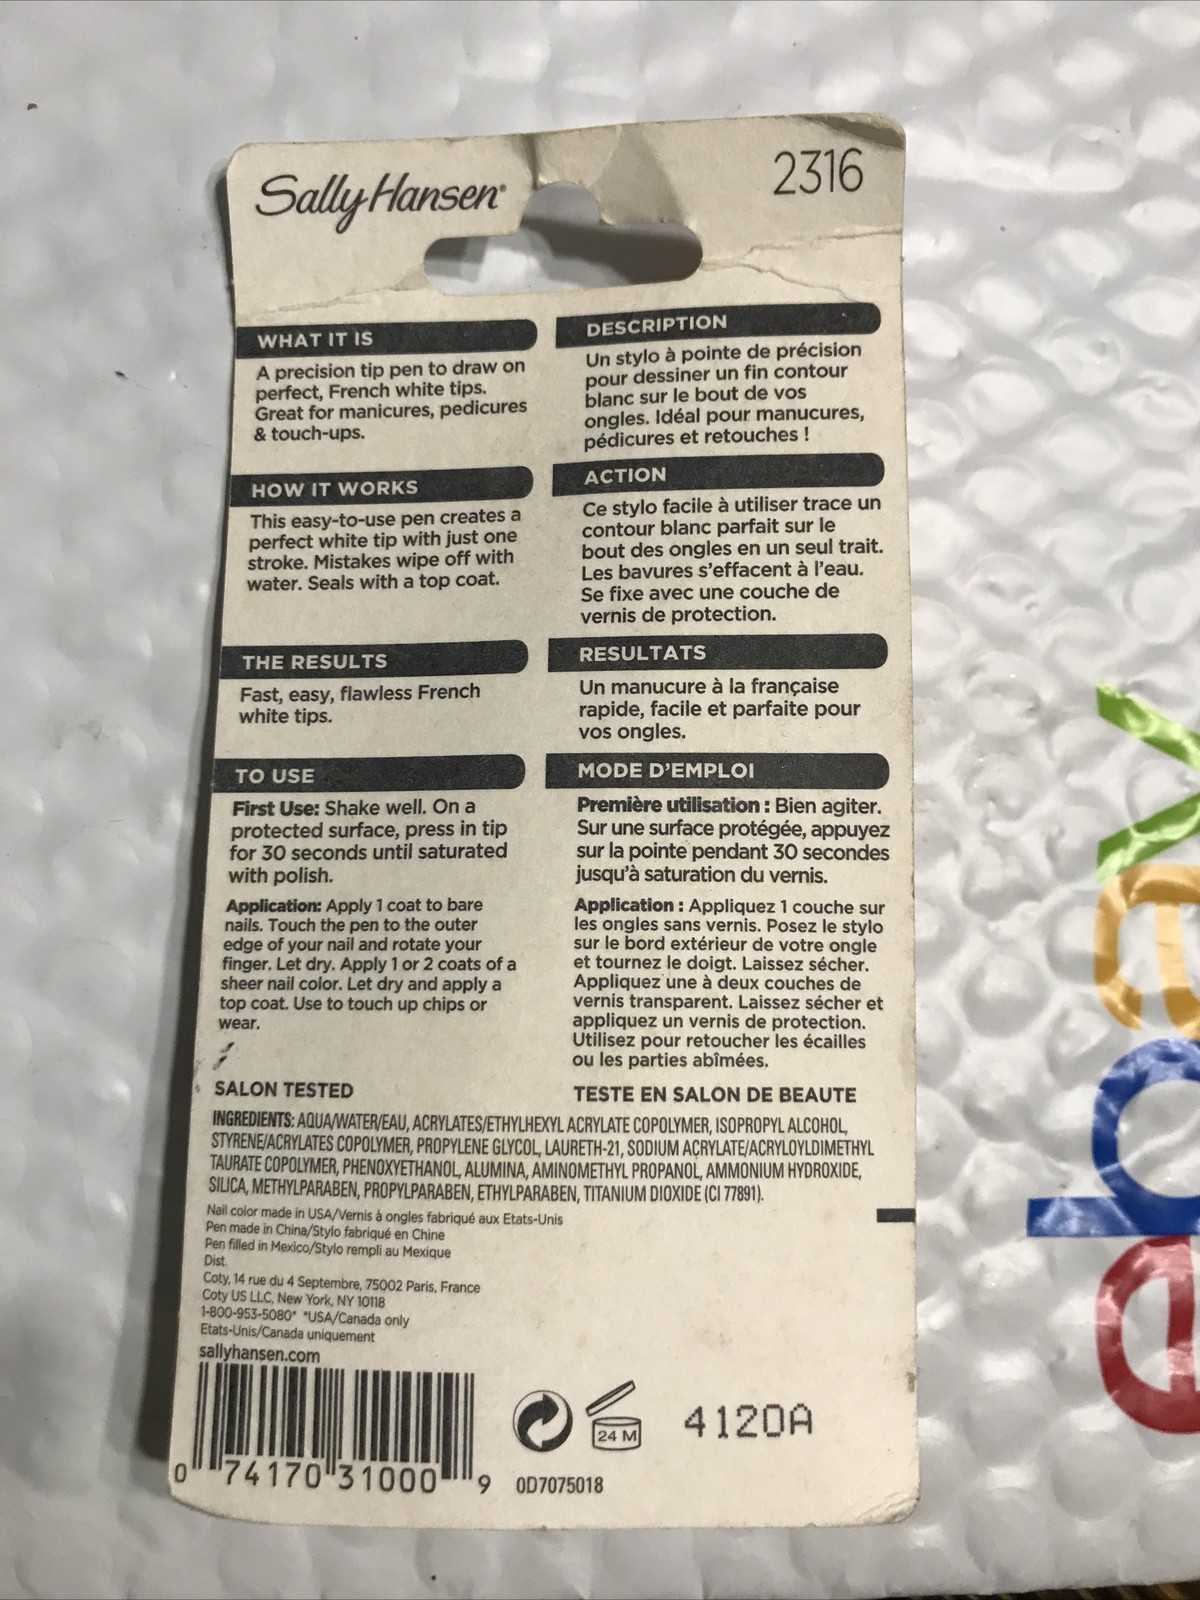 Sally Hansen®
2316
WHAT IT IS
A precision tip pen to draw on
perfect, French white tips.
Great for manicures, pedicures
& touch-ups.
HOW IT WORKS
This easy-to-use pen creates a
perfect white tip with just one
stroke. Mistakes wipe off with
water. Seals with a top coat.
THE RESULTS
Fast, easy, flawless French
white tips.
TO USE
First Use: Shake well. On a
protected surface, press in tip
for 30 seconds until saturated
with polish.
Application: Apply 1 coat to bare
nails. Touch the pen to the outer
edge of your nail and rotate your
finger. Let dry. Apply 1 or 2 coats of a
sheer nail color. Let dry and apply a
top coat. Use to touch up chips or
wear.
SALON TESTED
DESCRIPTION
Un stylo à pointe de précision
pour dessiner un fin contour
blanc sur le bout de vos
ongles. Idéal pour manucures,
pédicures et retouches !
ACTION
Ce stylo facile à utiliser trace un
contour blanc parfait sur le
bout des ongles en un seul trait.
Les bavures s'effacent à l'eau.
Se fixe avec une couche de
vernis de protection.
RESULTATS
Un manucure à la française
rapide, facile et parfaite pour
vos ongles.
MODE D'EMPLOI
Première utilisation : Bien agiter.
Sur une surface protégée, appuyez
sur la pointe pendant 30 secondes
jusqu'à saturation du vernis.
Application : Appliquez 1 couche sur
les ongles sans vernis. Posez le stylo
sur le bord extérieur de votre ongle
et tournez le doigt. Laissez sécher.
Appliquez une à deux couches de
vernis transparent. Laissez sécher et
appliquez un vernis de protection.
Utilisez pour retoucher les écailles
ou les parties abîmées.
TESTE EN SALON DE BEAUTE
INGREDIENTS: AQUA/WATER/EAU, ACRYLATES/ETHYLHEXYL ACRYLATE COPOLYMER, ISOPROPYL ALCOHOL,
STYRENE/ACRYLATES COPOLYMER, PROPYLENE GLYCOL, LAURETH-21, SODIUM ACRYLATE/ACRYLOYLDIMETHYL
TAURATE COPOLYMER, PHENOXYETHANOL, ALUMINA, AMINOMETHYL PROPANOL, AMMONIUM HYDROXIDE,
SILICA, METHYLPARABEN, PROPYLPARABEN, ETHYLPARABEN, TITANIUM DIOXIDE (CI 77891).
Nail color made in USA/Vernis à ongles fabriqué aux Etats-Unis
Pen made in China/Stylo fabriqué en Chine
Pen filled in Mexico/Stylo rempli au Mexique
Dist.
Coty, 14 rue du 4 Septembre, 75002 Paris, France
Coty US LLC, New York, NY 10118
1-800-953-5080* *USA/Canada only
Etats-Unis/Canada uniquement
sallyhansen.com
0 74170 31000 9
24 M
0D7075018
4120A
ebay